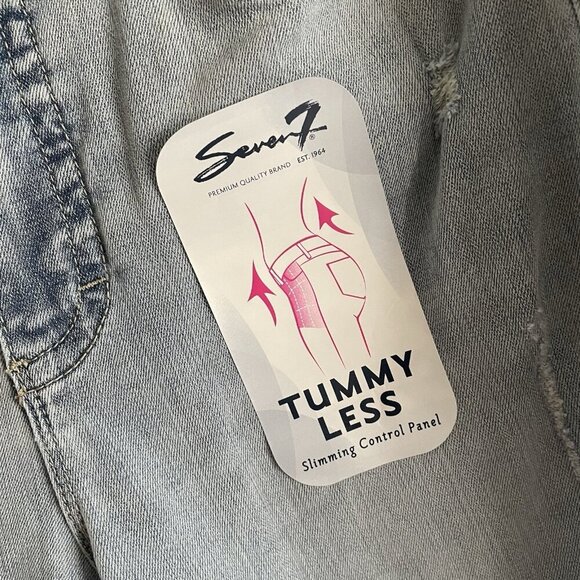 Seven7®
PREMIUM QUALITY BRAND EST. 1964
TUMMY
LESS
Slimming Control Panel